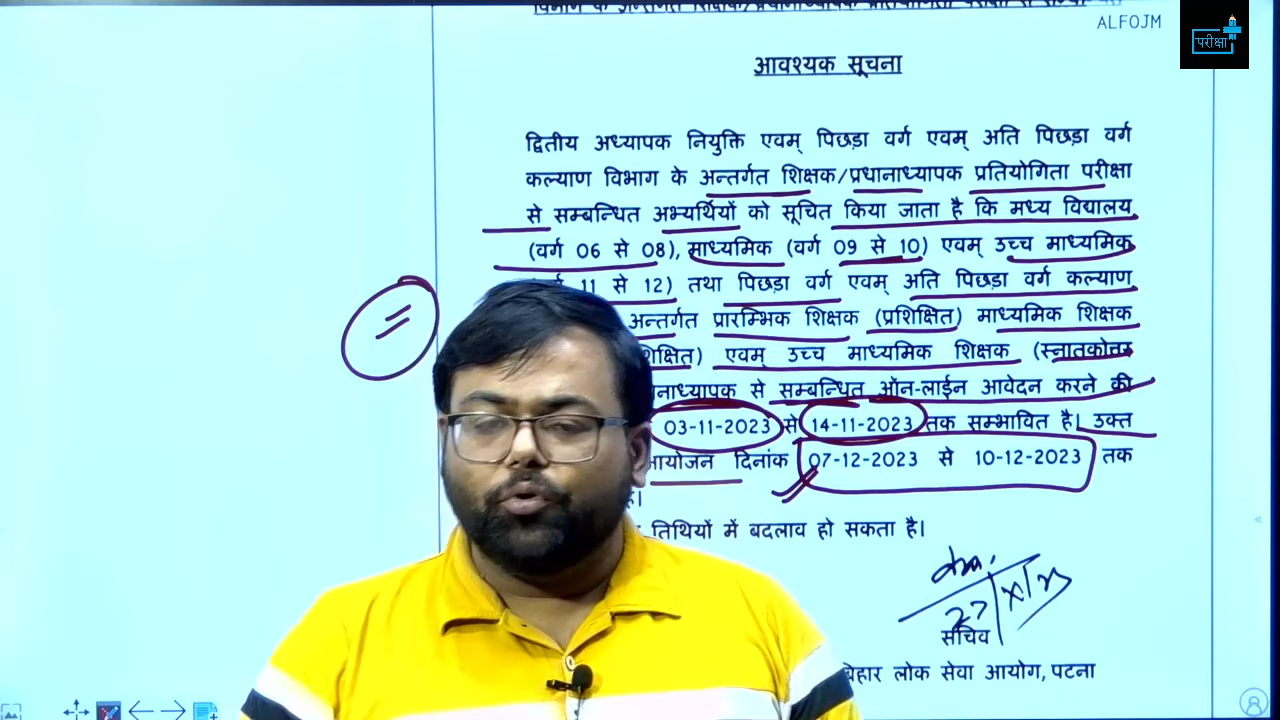 ALFOJM
परीक्षा
आवश्यक सूचना
द्वितीय अध्यापक नियुक्ति एवम् पिछड़ा वर्ग एवम् अति पिछड़ा वर्ग
कल्याण विभाग के अन्तर्गत शिक्षक/प्रधानाध्यापक प्रतियोगिता परीक्षा
से सम्बन्धित अभ्यर्थियों को सूचित किया जाता है कि मध्य विद्यालय
(वर्ग 06 से 08), माध्यमिक (वर्ग 09 से 10) एवम् उच्च माध्यमिक
11 से 12) तथा पिछड़ा वर्ग एवम् अति पिछड़ा वर्ग कल्याण
अन्तर्गत प्रारम्भिक शिक्षक (प्रशिक्षित) माध्यमिक शिक्षक
एवम् उच्च माध्यमिक शिक्षक (स्नातकोत्तर
से सम्बन्धित ऑन-लाईन आवेदन करने की
03-11-2023 से 14-11-2023 तक सम्भावित है। उक्त
दिनांक 07-12-2023 से 10-12-2023 तक
है।
तिथियों में बदलाव हो सकता है।
सचिव
बिहार लोक सेवा आयोग, पटना